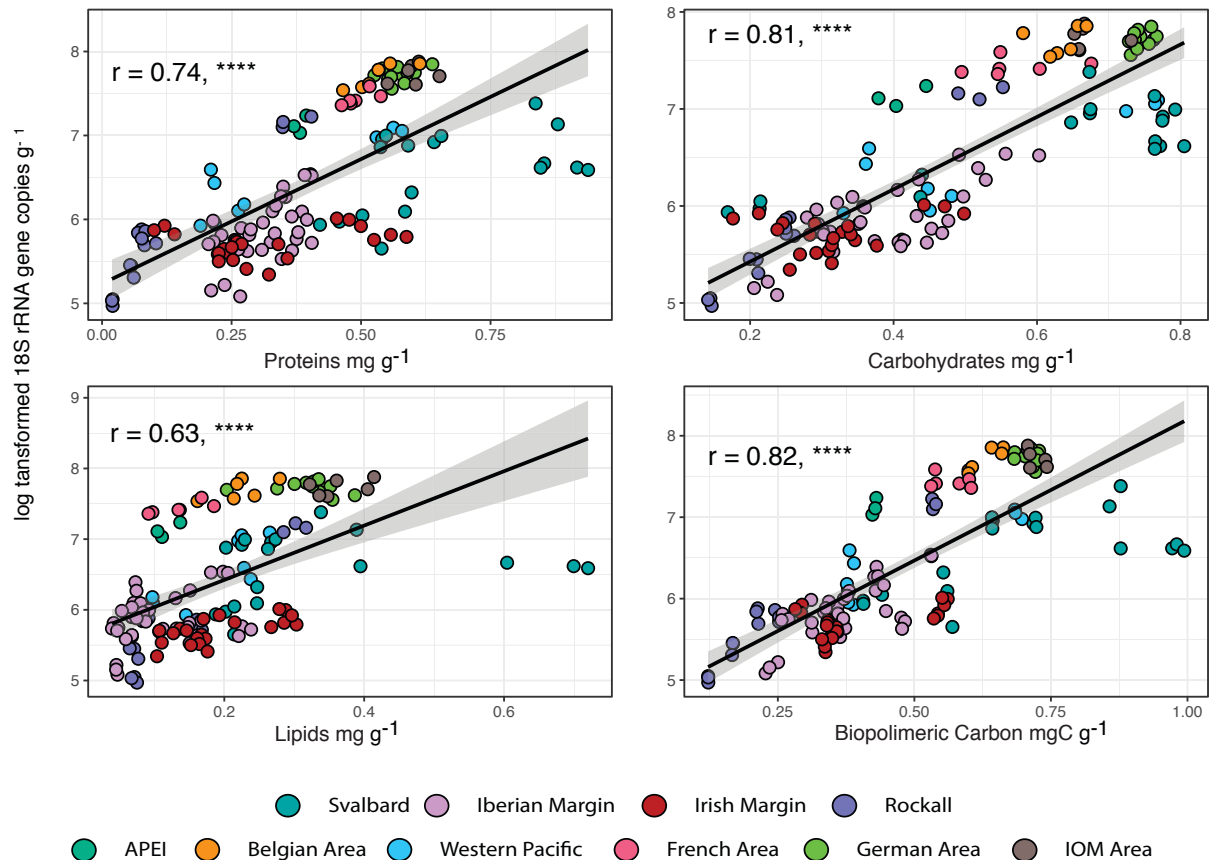 log tansformed 18S rRNA gene copies g⁻¹
r = 0.74, ****
8
7
6
5
0.00 0.25 0.50 0.75
Proteins mg g⁻¹
r = 0.81, ****
8
7
6
5
0.2 0.4 0.6 0.8
Carbohydrates mg g⁻¹
r = 0.63, ****
9
8
7
6
5
0.2 0.4 0.6
Lipids mg g⁻¹
r = 0.82, ****
8
7
6
5
0.25 0.50 0.75 1.00
Biopolimeric Carbon mgC g⁻¹
Svalbard Iberian Margin Irish Margin Rockall
APEI Belgian Area Western Pacific French Area German Area IOM Area